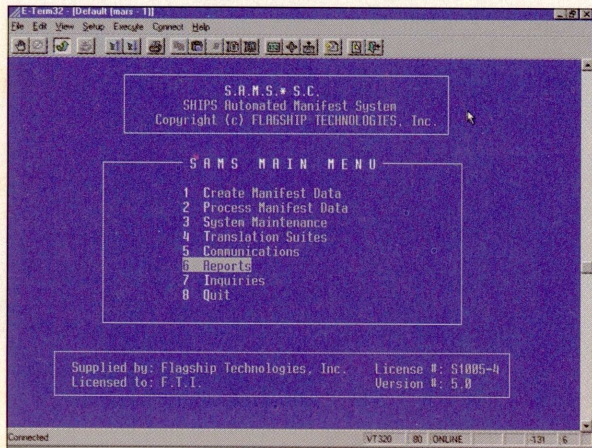 E-Term32 - [Default (mars - 1)]
File Edit View Setup Execute Connect Help
S.A.M.S.* S.C.
SHIPS Automated Manifest System
Copyright (c) FLAGSHIP TECHNOLOGIES, Inc.
SAMS MAIN MENU
1 Create Manifest Data
2 Process Manifest Data
3 System Maintenance
4 Translation Suites
5 Communications
6 Reports
7 Inquiries
8 Quit
Supplied by: Flagship Technologies, Inc. License #: S1005-4
Licensed to: F.T.I. Version #: 5.0
Connected VT320 80 ONLINE -131 6